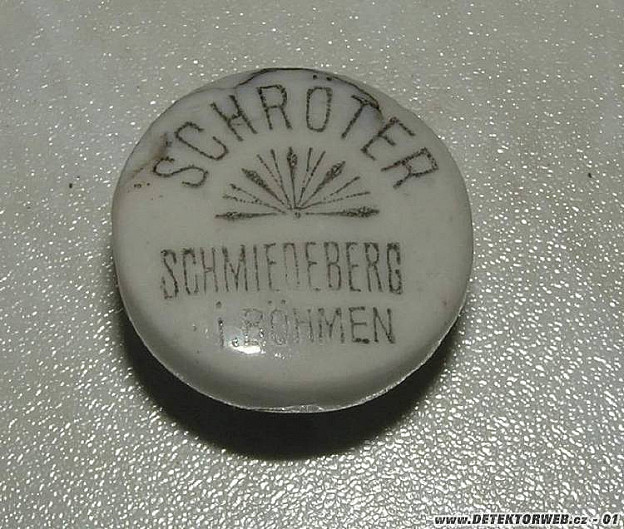 SCHRÖTER
SCHMIEDEBERG
i. BÖHMEN
www.DETEKTORWEB.cz - 01